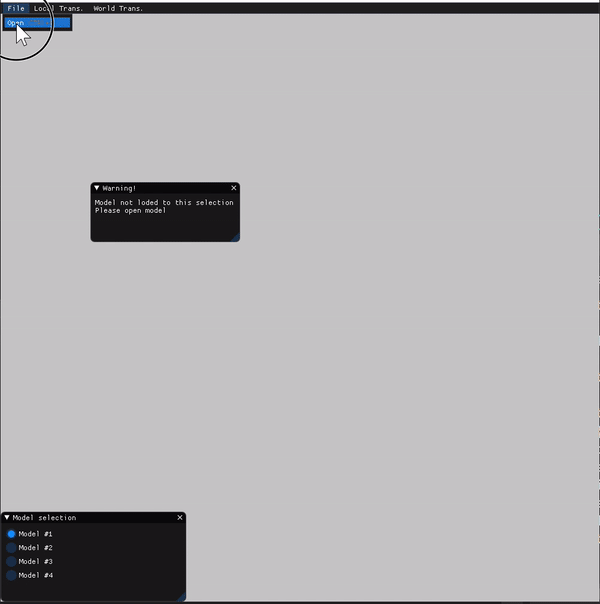 File Local Trans. World Trans.
Open
Warning!
Model not loded to this selection
Please open model
Model selection
Model #1
Model #2
Model #3
Model #4